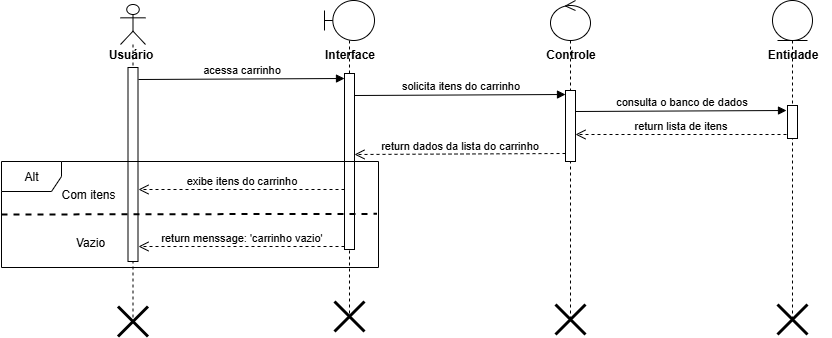 Usuário
Interface
Controle
Entidade
acessa carrinho
solicita itens do carrinho
consulta o banco de dados
return lista de itens
return dados da lista do carrinho
Alt
exibe itens do carrinho
Com itens
Vazio
return menssage: 'carrinho vazio'